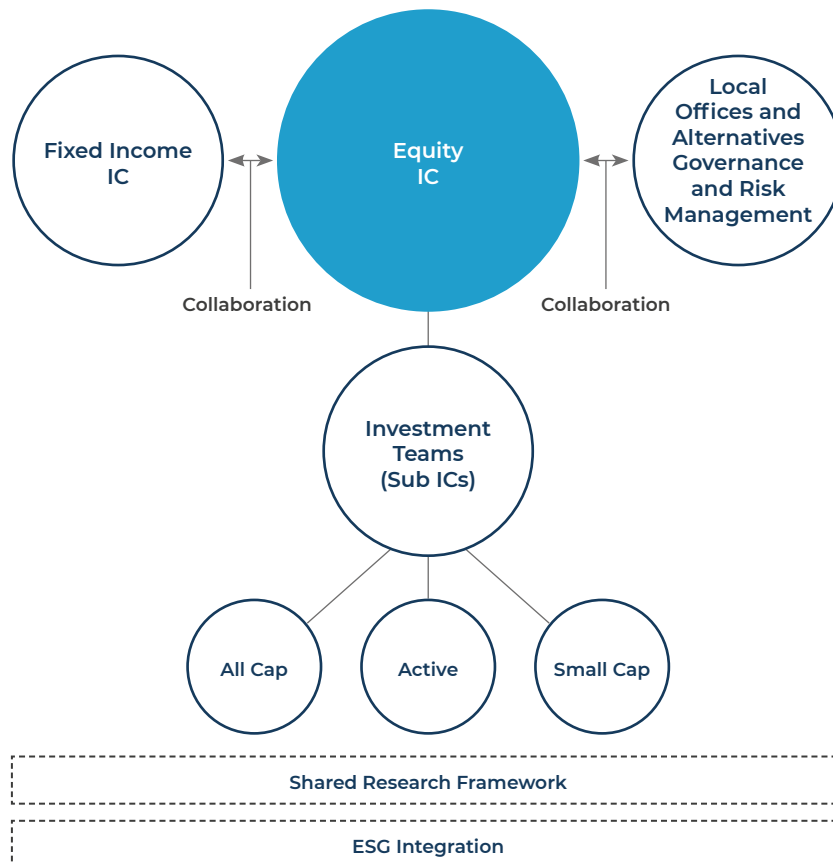 Fixed Income
IC
Equity
IC
Local
Offices and
Alternatives
Governance
and Risk
Management
Collaboration
Collaboration
Investment
Teams
(Sub ICs)
All Cap
Active
Small Cap
Shared Research Framework
ESG Integration